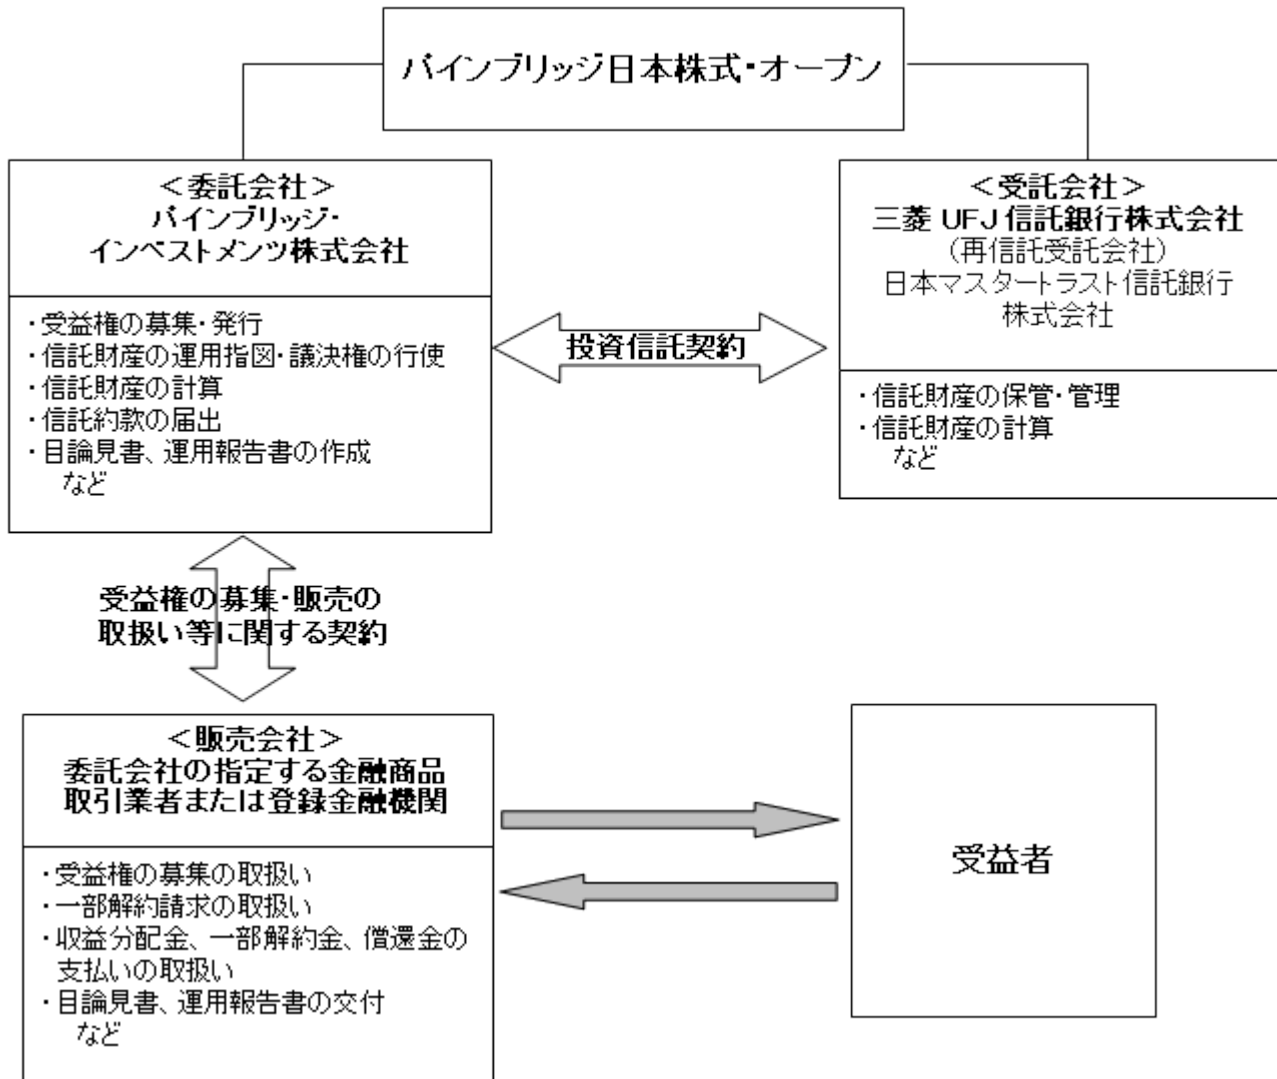 パインブリッジ日本株式・オープン
＜委託会社＞
パインブリッジ・
インベストメンツ株式会社
・受益権の募集・発行
・信託財産の運用指図・議決権の行使
・信託財産の計算
・信託約款の届出
・目論見書、運用報告書の作成
など
投資信託契約
＜受託会社＞
三菱 UFJ 信託銀行株式会社
（再信託受託会社）
日本マスタートラスト信託銀行
株式会社
・信託財産の保管・管理
・信託財産の計算
など
受益権の募集・販売の
取扱い等に関する契約
＜販売会社＞
委託会社の指定する金融商品
取引業者または登録金融機関
・受益権の募集の取扱い
・一部解約請求の取扱い
・収益分配金、一部解約金、償還金の
支払いの取扱い
・目論見書、運用報告書の交付
など
受益者